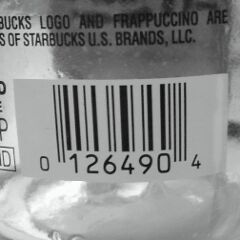 BUCKS LOGO AND FRAPPUCCINO ARE
S OF STARBUCKS U.S. BRANDS, LLC.
P
D
0 126490 4